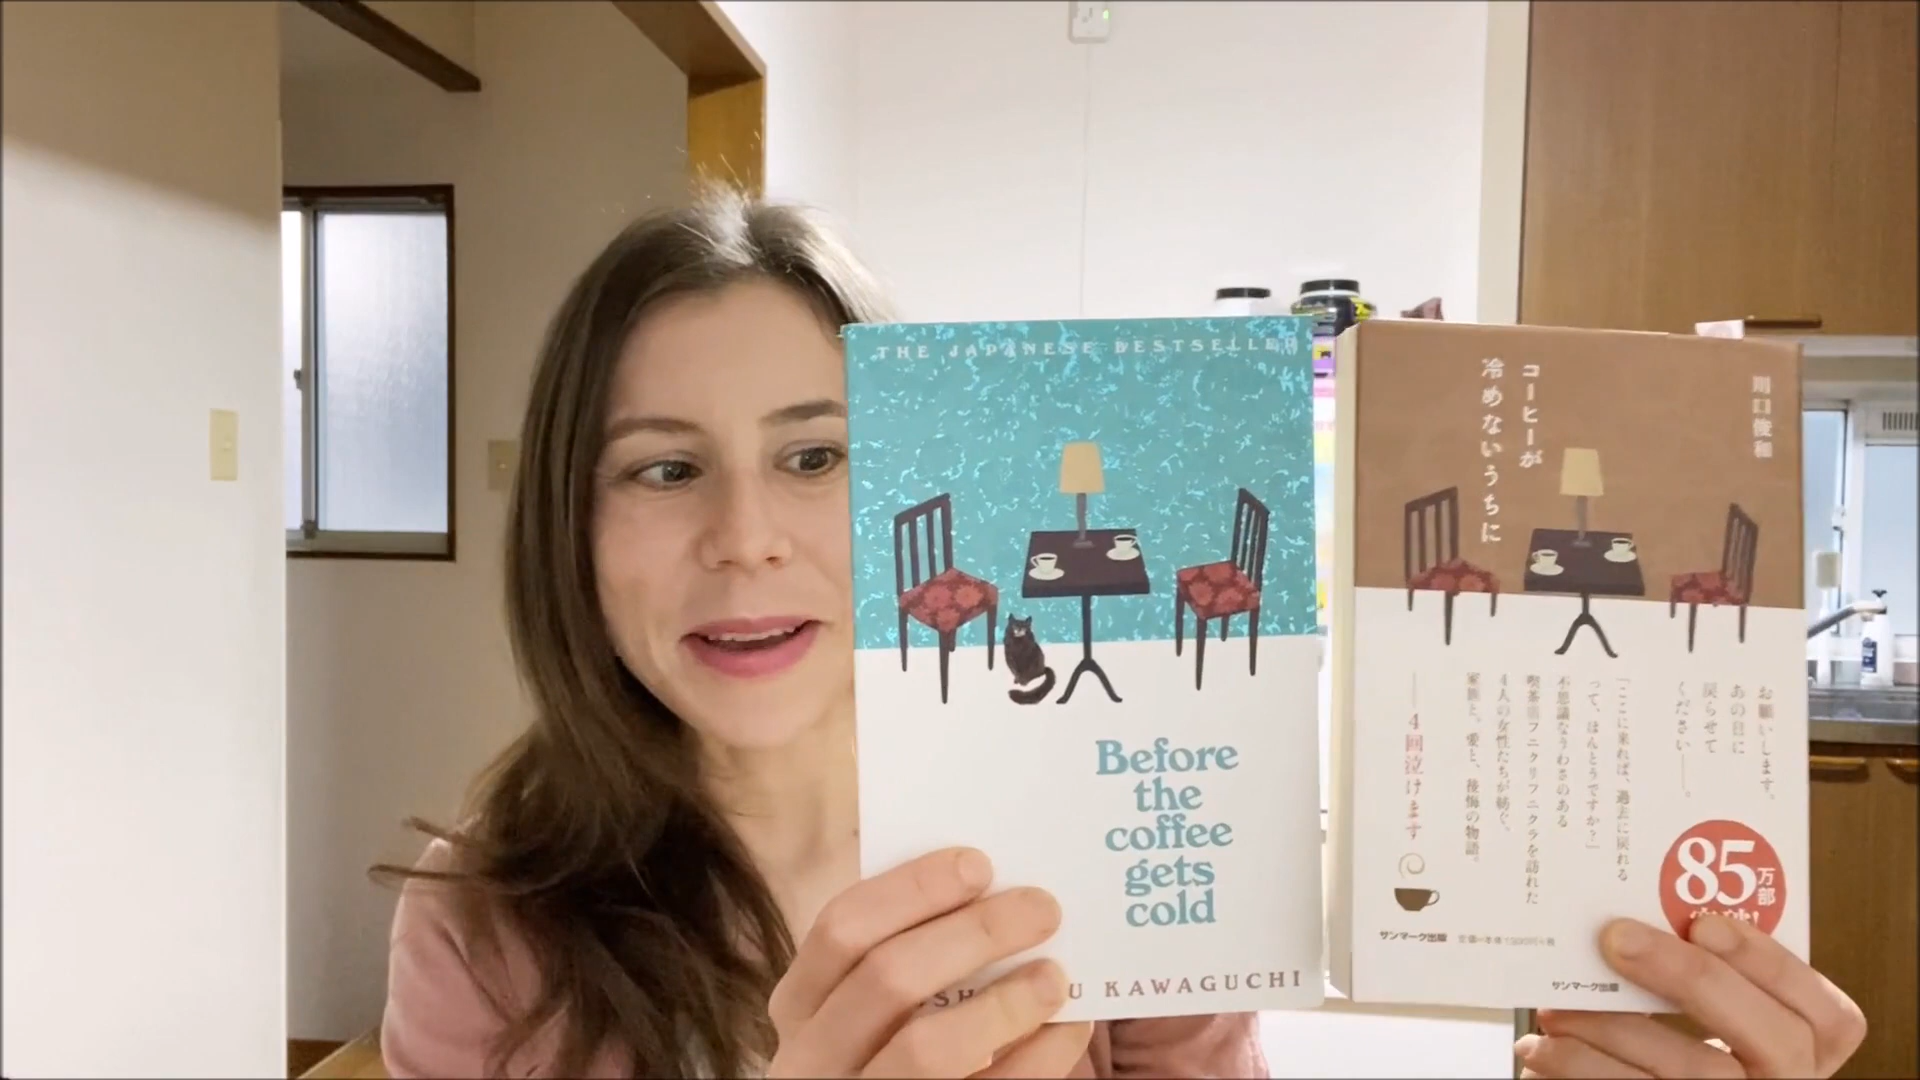 THE JAPANESE BESTSELLER
Before
the
coffee
gets
cold
KAWAGUCHI
川口俊和
コーヒーが
冷めないうちに
お願いします。
あの日に
戻らせて
ください——。
「ここに来れば、過去に戻れる
って、ほんとうですか?」
不思議なうわさのある
喫茶店フニクリフニクラを訪れた
4人の女性たちが紡ぐ、
家族と、愛と、後悔の物語。
——4回泣けます
85万部
サンマーク出版
サンマーク出版